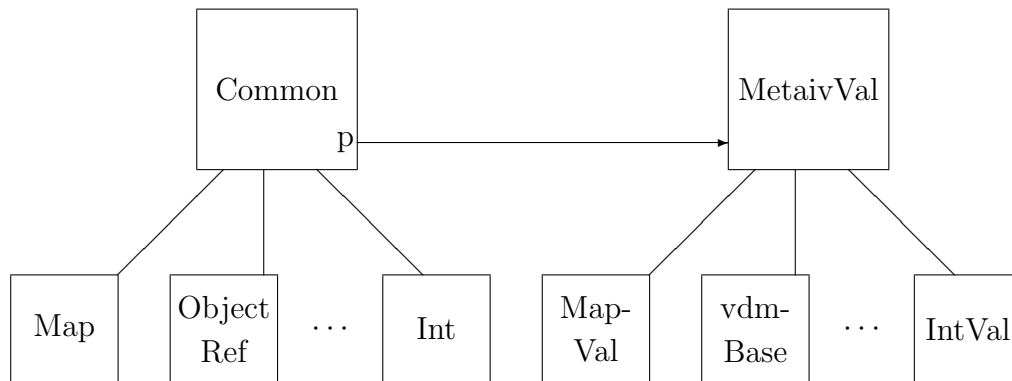 Common
MetaivVal
p
Map
Object
Ref
...
Int
Map-
Val
vdm-
Base
...
IntVal